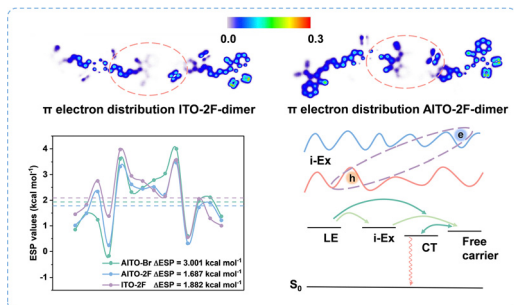 0.0
0.3
π electron distribution ITO-2F-dimer
π electron distribution AITO-2F-dimer
ESP values (kcal mol⁻¹)
4
3
2
1
0
-1
AITO-Br ΔESP = 3.001 kcal mol⁻¹
AITO-2F ΔESP = 1.687 kcal mol⁻¹
ITO-2F ΔESP = 1.882 kcal mol⁻¹
i-Ex
e
h
LE
i-Ex
CT
Free
carrier
S₀